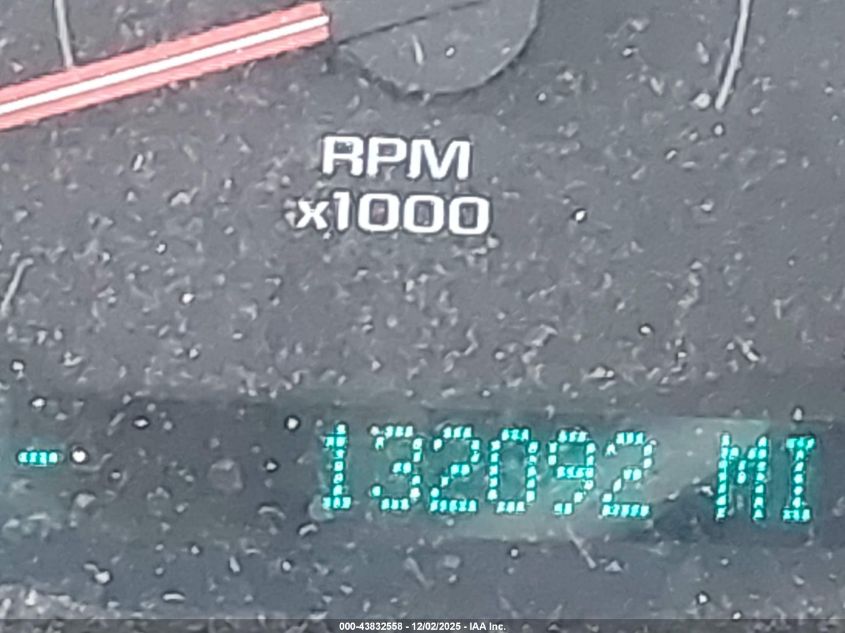 RPM
x1000
- 132092 MI
000-43832558 - 12/02/2025 - IAA Inc.